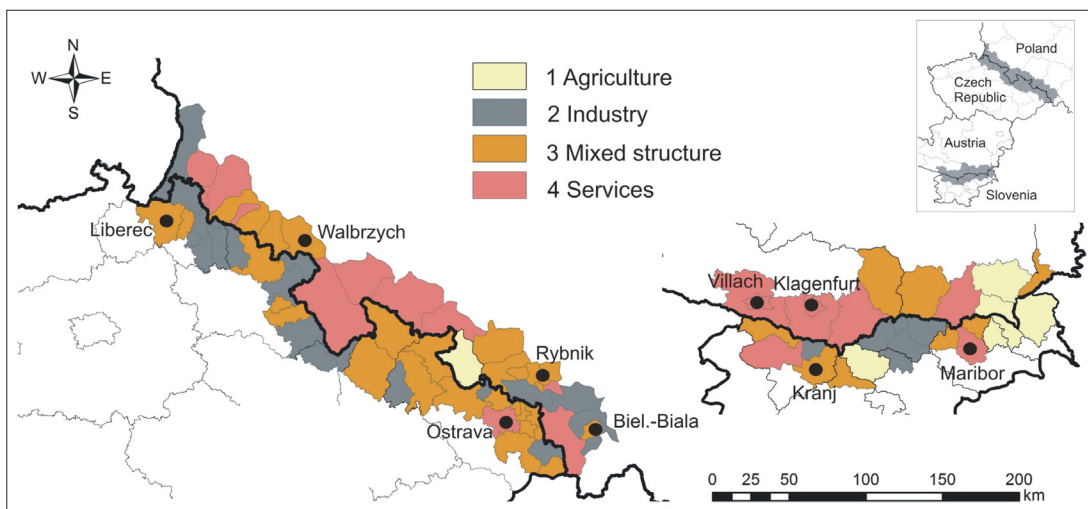 N
W E
S
1 Agriculture
2 Industry
3 Mixed structure
4 Services
Poland
Czech
Republic
Austria
Slovenia
Liberec
Walbrzych
Rybnik
Ostrava
Biel.-Biala
Villach
Klagenfurt
Kranj
Maribor
0 25 50 100 150 200
km